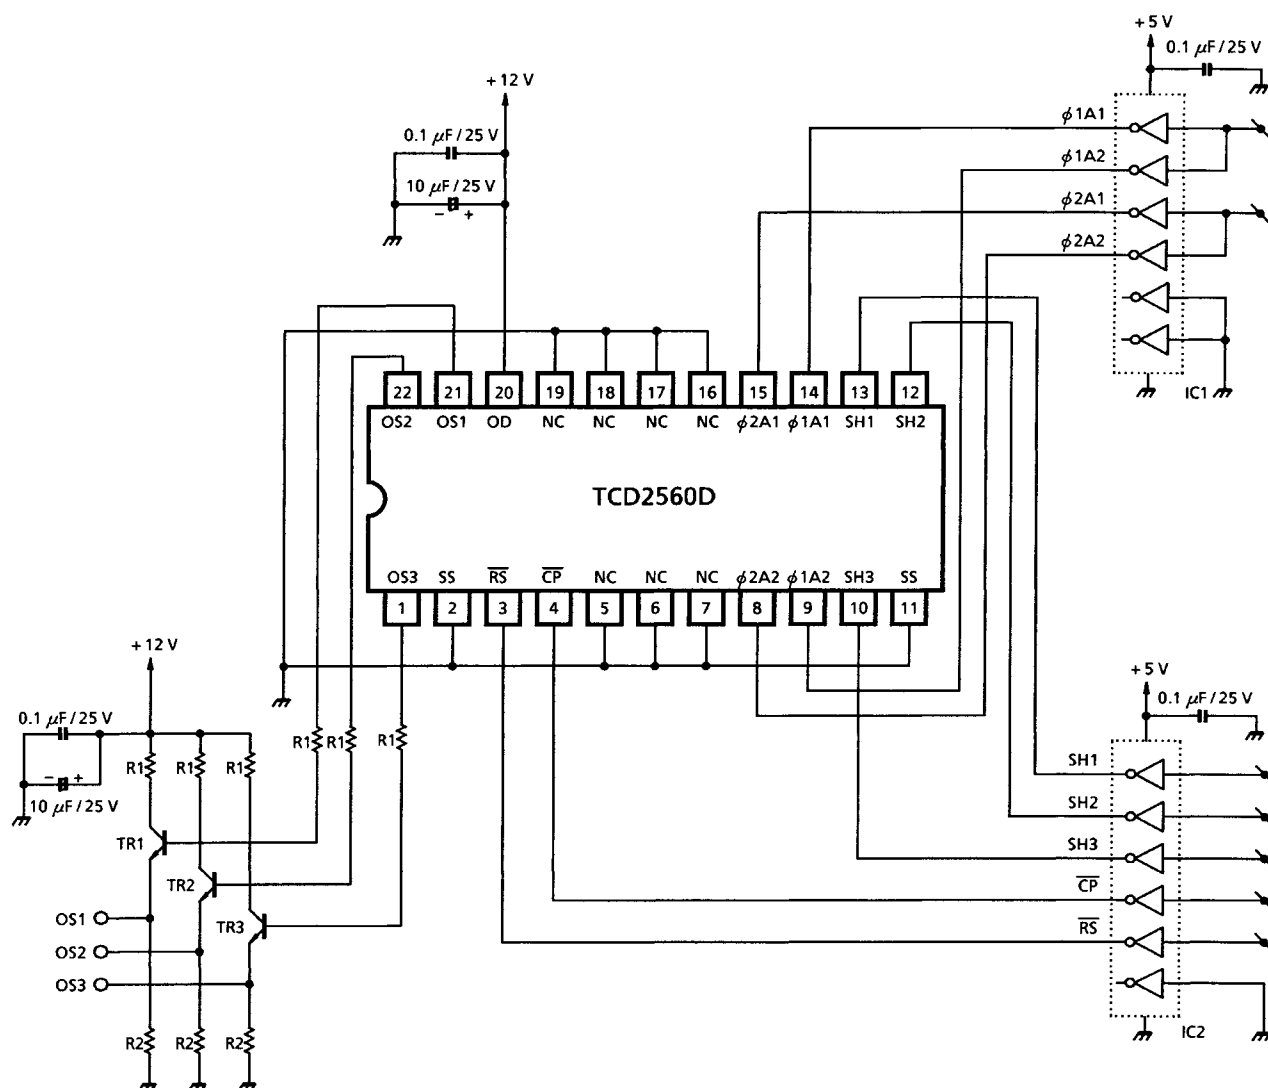 +5 V
0.1 μF/25 V
+12 V
0.1 μF/25 V
10 μF/25 V
- +
ϕ1A1
ϕ1A2
ϕ2A1
ϕ2A2
IC1
22 21 20 19 18 17 16 15 14 13 12
OS2 OS1 OD NC NC NC NC ϕ2A1 ϕ1A1 SH1 SH2
TCD2560D
OS3 SS R̅S̅ C̅P̅ NC NC NC ϕ2A2 ϕ1A2 SH3 SS
1 2 3 4 5 6 7 8 9 10 11
+12 V
0.1 μF/25 V
- +
10 μF/25 V
R1 R1 R1
R1 R1 R1
TR1
TR2
TR3
OS1
OS2
OS3
R2 R2 R2
+5 V
0.1 μF/25 V
SH1
SH2
SH3
C̅P̅
R̅S̅
IC2